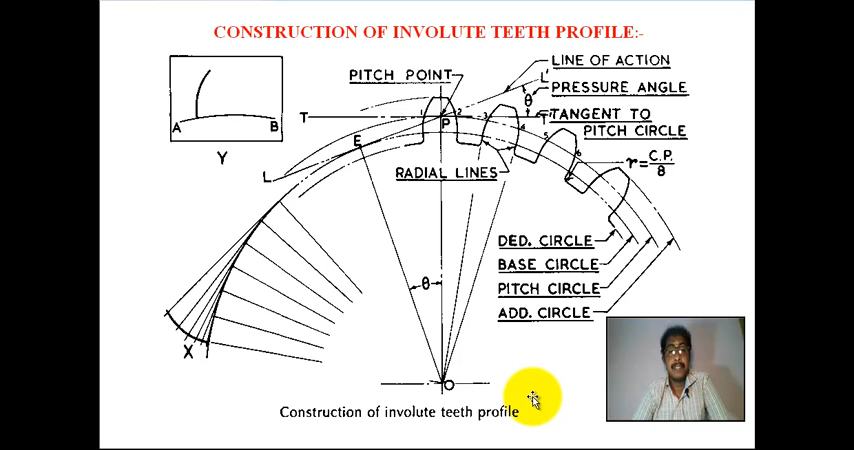 CONSTRUCTION OF INVOLUTE TEETH PROFILE:-
LINE OF ACTION
PITCH POINT
L'
PRESSURE ANGLE
θ
T
T'
TANGENT TO
PITCH CIRCLE
1
P
2
3
4
5
6
A
B
Y
E
L
RADIAL LINES
r = C.P.
8
DED. CIRCLE
BASE CIRCLE
PITCH CIRCLE
ADD. CIRCLE
θ
X
O
Construction of involute teeth profile